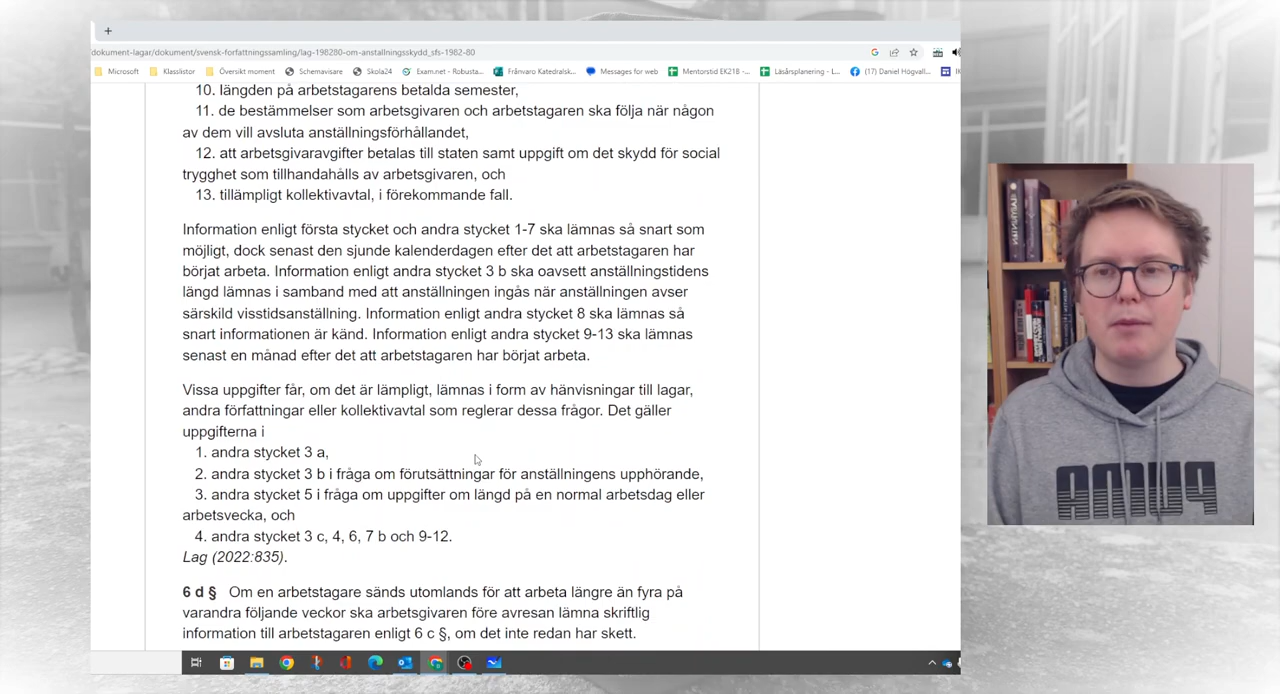 dokument-lagar/dokument/svensk-forfattningssamling/lag-198280-om-anstallningsskydd_sfs-1982-80
Microsoft Klasslistor Översikt moment Schemavisare Skola24 Exam.net - Robusta... Frånvaro Katedralsk... Messages for web Mentorstid EK21B -... Läsårsplanering - L... (17) Daniel Högvall...
10. längden på arbetstagarens betalda semester,
11. de bestämmelser som arbetsgivaren och arbetstagaren ska följa när någon
av dem vill avsluta anställningsförhållandet,
12. att arbetsgivaravgifter betalas till staten samt uppgift om det skydd för social
trygghet som tillhandahålls av arbetsgivaren, och
13. tillämpligt kollektivavtal, i förekommande fall.
Information enligt första stycket och andra stycket 1-7 ska lämnas så snart som
möjligt, dock senast den sjunde kalenderdagen efter det att arbetstagaren har
börjat arbeta. Information enligt andra stycket 3 b ska oavsett anställningstidens
längd lämnas i samband med att anställningen ingås när anställningen avser
särskild visstidsanställning. Information enligt andra stycket 8 ska lämnas så
snart informationen är känd. Information enligt andra stycket 9-13 ska lämnas
senast en månad efter det att arbetstagaren har börjat arbeta.
Vissa uppgifter får, om det är lämpligt, lämnas i form av hänvisningar till lagar,
andra författningar eller kollektivavtal som reglerar dessa frågor. Det gäller
uppgifterna i
1. andra stycket 3 a,
2. andra stycket 3 b i fråga om förutsättningar för anställningens upphörande,
3. andra stycket 5 i fråga om uppgifter om längd på en normal arbetsdag eller
arbetsvecka, och
4. andra stycket 3 c, 4, 6, 7 b och 9-12.
Lag (2022:835).
6 d § Om en arbetstagare sänds utomlands för att arbeta längre än fyra på
varandra följande veckor ska arbetsgivaren före avresan lämna skriftlig
information till arbetstagaren enligt 6 c §, om det inte redan har skett.